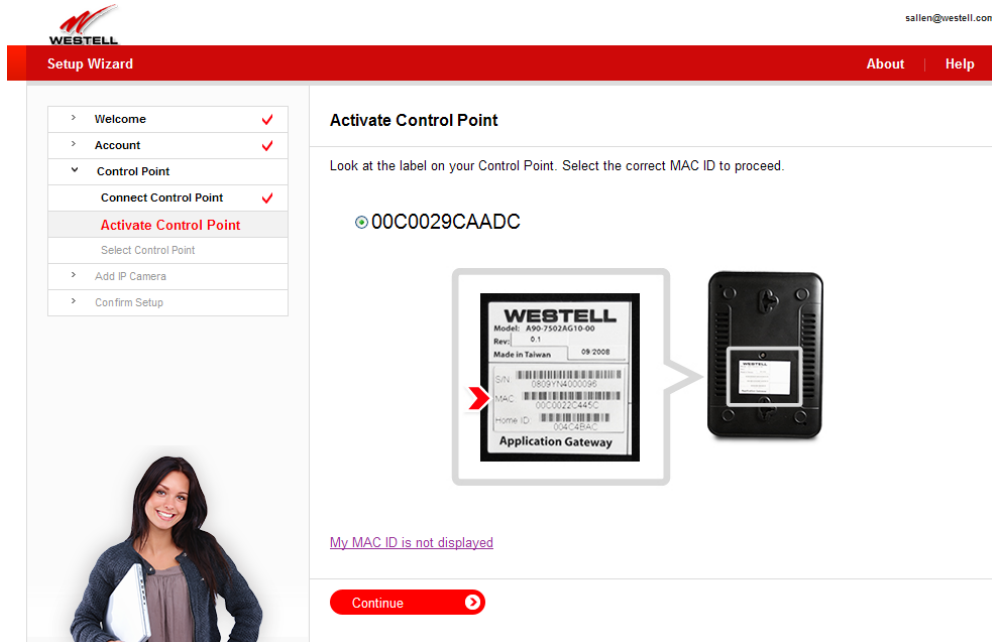 WESTELL
sallen@westell.com
Setup Wizard
About
Help
Welcome
Account
Control Point
Connect Control Point
Activate Control Point
Select Control Point
Add IP Camera
Confirm Setup
Activate Control Point
Look at the label on your Control Point. Select the correct MAC ID to proceed.
00C0029CAADC
WESTELL
Model: A90-7502AG10-00
Rev: 0.1
Made in Taiwan 09/2008
S/N
0809YN4000096
MAC
00C0022C445C
Home ID
004C4BAC
Application Gateway
WESTELL
My MAC ID is not displayed
Continue